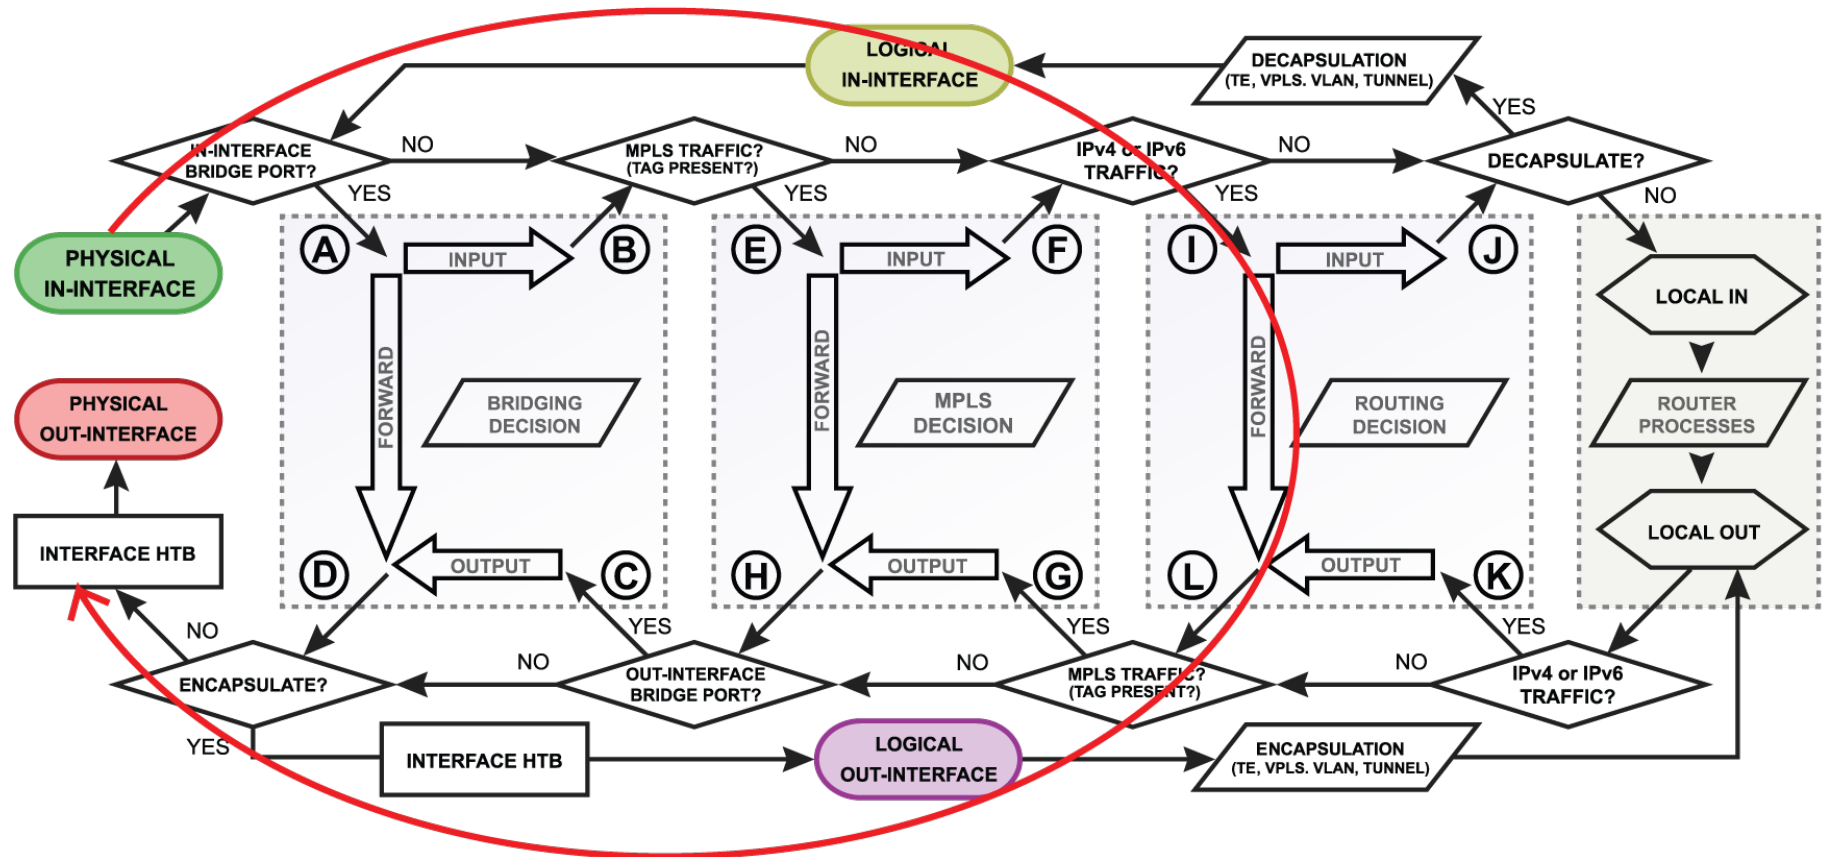 LOGICAL
IN-INTERFACE
DECAPSULATION
(TE, VPLS. VLAN, TUNNEL)
YES
IN-INTERFACE
BRIDGE PORT?
NO
MPLS TRAFFIC?
(TAG PRESENT?)
NO
IPv4 or IPv6
TRAFFIC?
NO
DECAPSULATE?
YES
YES
YES
NO
PHYSICAL
IN-INTERFACE
A
INPUT
B
E
INPUT
F
I
INPUT
J
LOCAL IN
FORWARD
BRIDGING
DECISION
FORWARD
MPLS
DECISION
FORWARD
ROUTING
DECISION
ROUTER
PROCESSES
PHYSICAL
OUT-INTERFACE
INTERFACE HTB
D
OUTPUT
C
H
OUTPUT
G
L
OUTPUT
K
LOCAL OUT
NO
YES
YES
YES
ENCAPSULATE?
NO
OUT-INTERFACE
BRIDGE PORT?
NO
MPLS TRAFFIC?
(TAG PRESENT?)
NO
IPv4 or IPv6
TRAFFIC?
YES
INTERFACE HTB
LOGICAL
OUT-INTERFACE
ENCAPSULATION
(TE, VPLS. VLAN, TUNNEL)